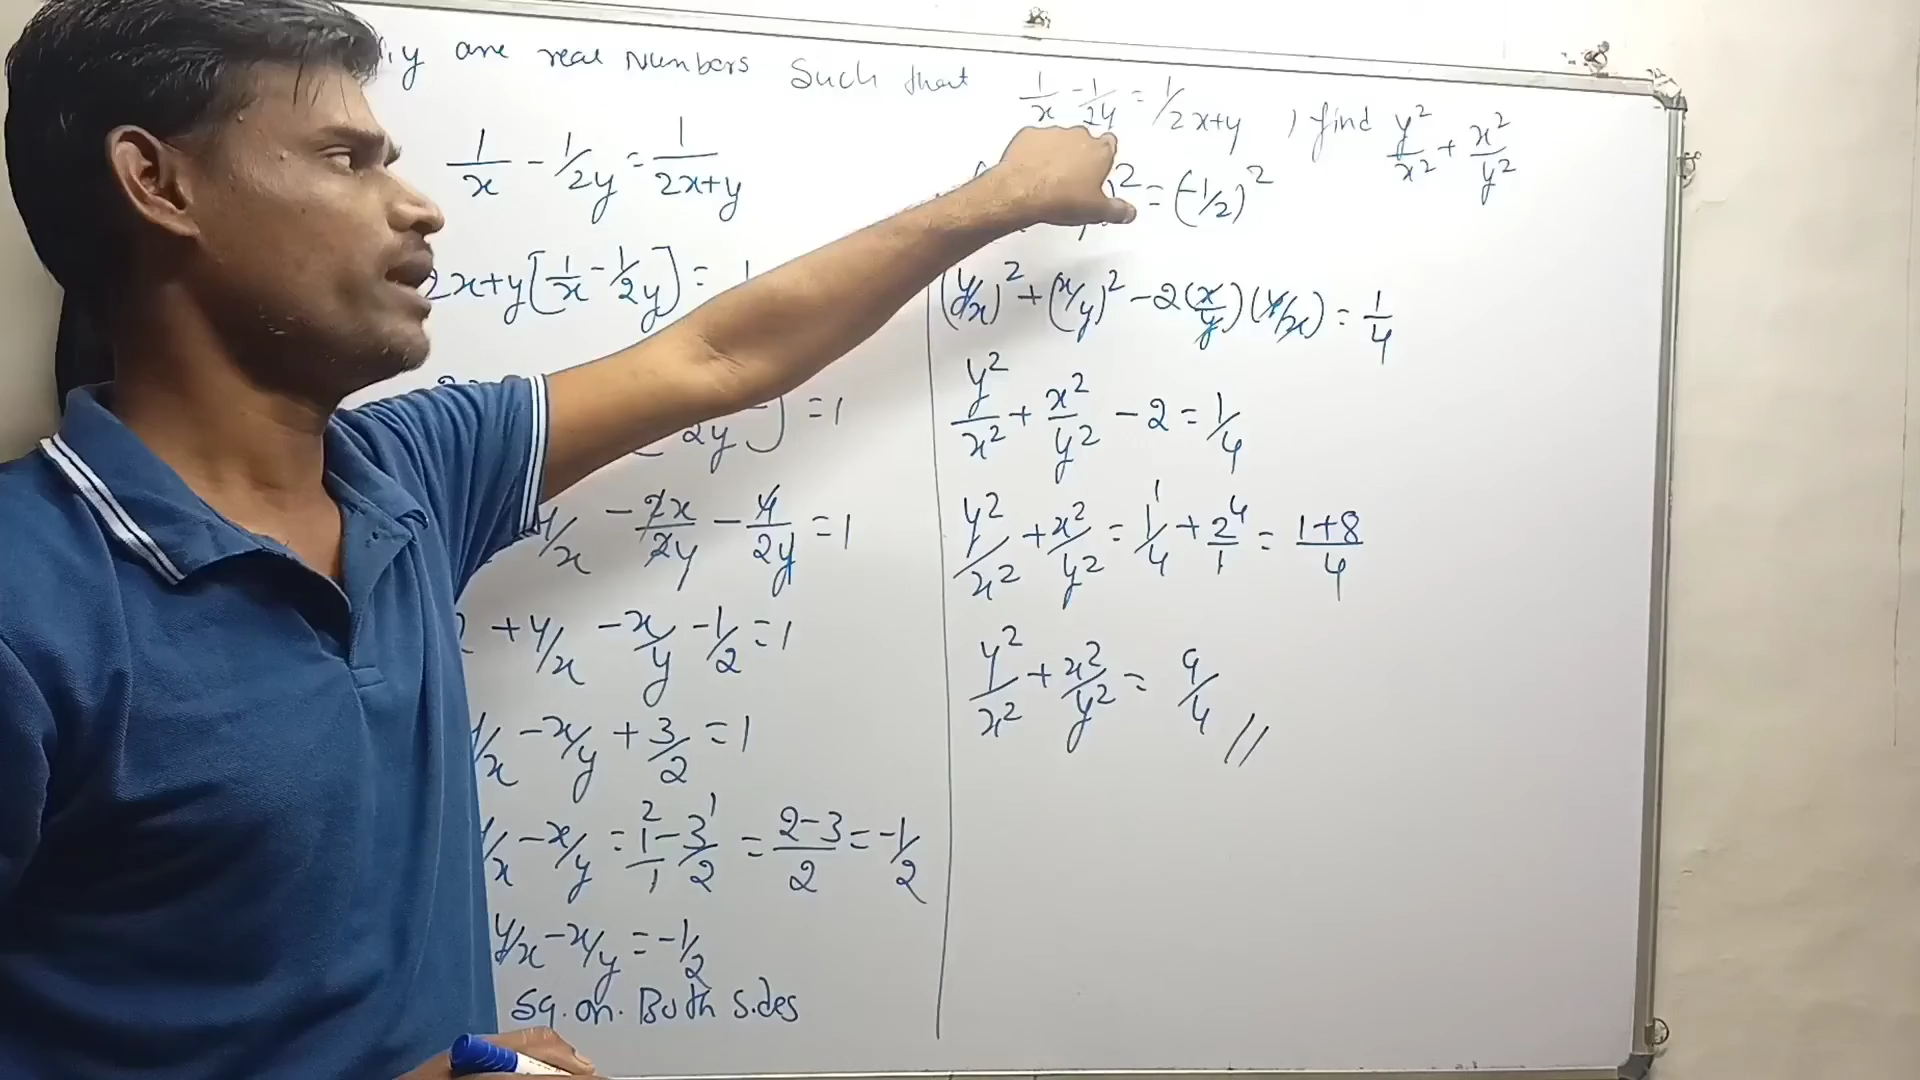 y are real Numbers Such that 1/x - 1/2y = 1/2x+y , find y²/x² + x²/y²
1/x - 1/2y = 1/2x+y
2x+y[1/x - 1/2y] =
2y ] = 1
y/x - 2x/2y - y/2y = 1
2 + y/x - x/y - 1/2 = 1
y/x - x/y + 3/2 = 1
y/x - x/y = 1/1 - 3/2 = 2-3/2 = -1/2
y/x - x/y = -1/2
Sq. on. Both sides
)² = (-1/2)²
(y/x)² + (x/y)² - 2(x/y)(y/x) = 1/4
y²/x² + x²/y² - 2 = 1/4
y²/x² + x²/y² = 1/4 + 2/1 = 1+8/4
y²/x² + x²/y² = 9/4 //